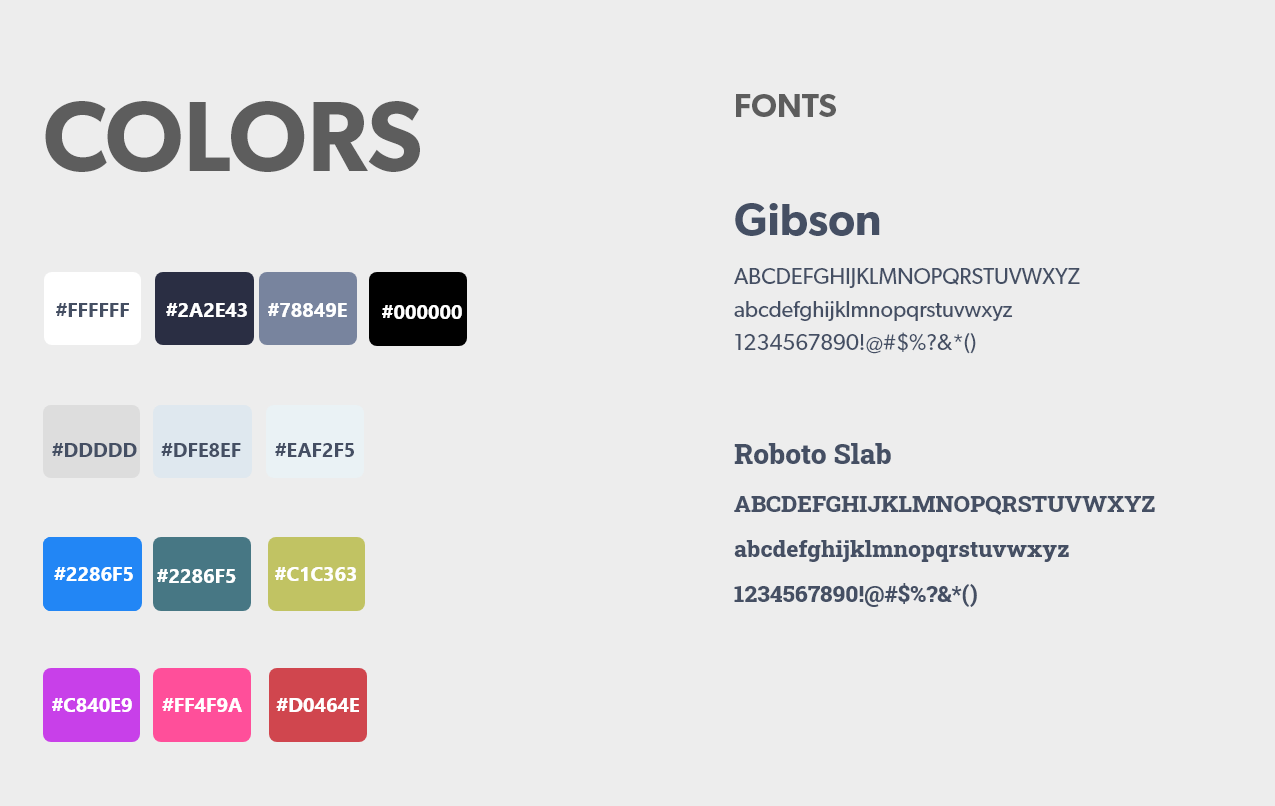 COLORS
#FFFFFF #2A2E43 #78849E #000000
#DDDDD #DFE8EF #EAF2F5
#2286F5 #2286F5 #C1C363
#C840E9 #FF4F9A #D0464E
FONTS
Gibson
ABCDEFGHIJKLMNOPQRSTUVWXYZ
abcdefghijklmnopqrstuvwxyz
1234567890!@#$%?&*()
Roboto Slab
ABCDEFGHIJKLMNOPQRSTUVWXYZ
abcdefghijklmnopqrstuvwxyz
1234567890!@#$%?&*()